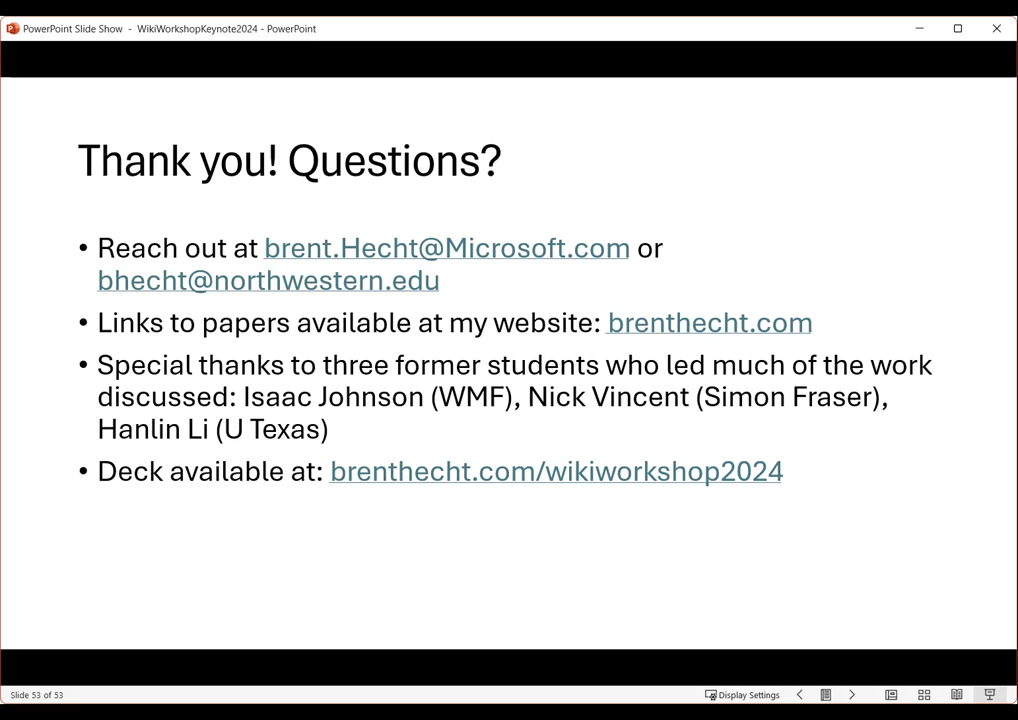 PowerPoint Slide Show - WikiWorkshopKeynote2024 - PowerPoint
Thank you! Questions?
• Reach out at brent.Hecht@Microsoft.com or
bhecht@northwestern.edu
• Links to papers available at my website: brenthecht.com
• Special thanks to three former students who led much of the work
discussed: Isaac Johnson (WMF), Nick Vincent (Simon Fraser),
Hanlin Li (U Texas)
• Deck available at: brenthecht.com/wikiworkshop2024
Slide 53 of 53
Display Settings